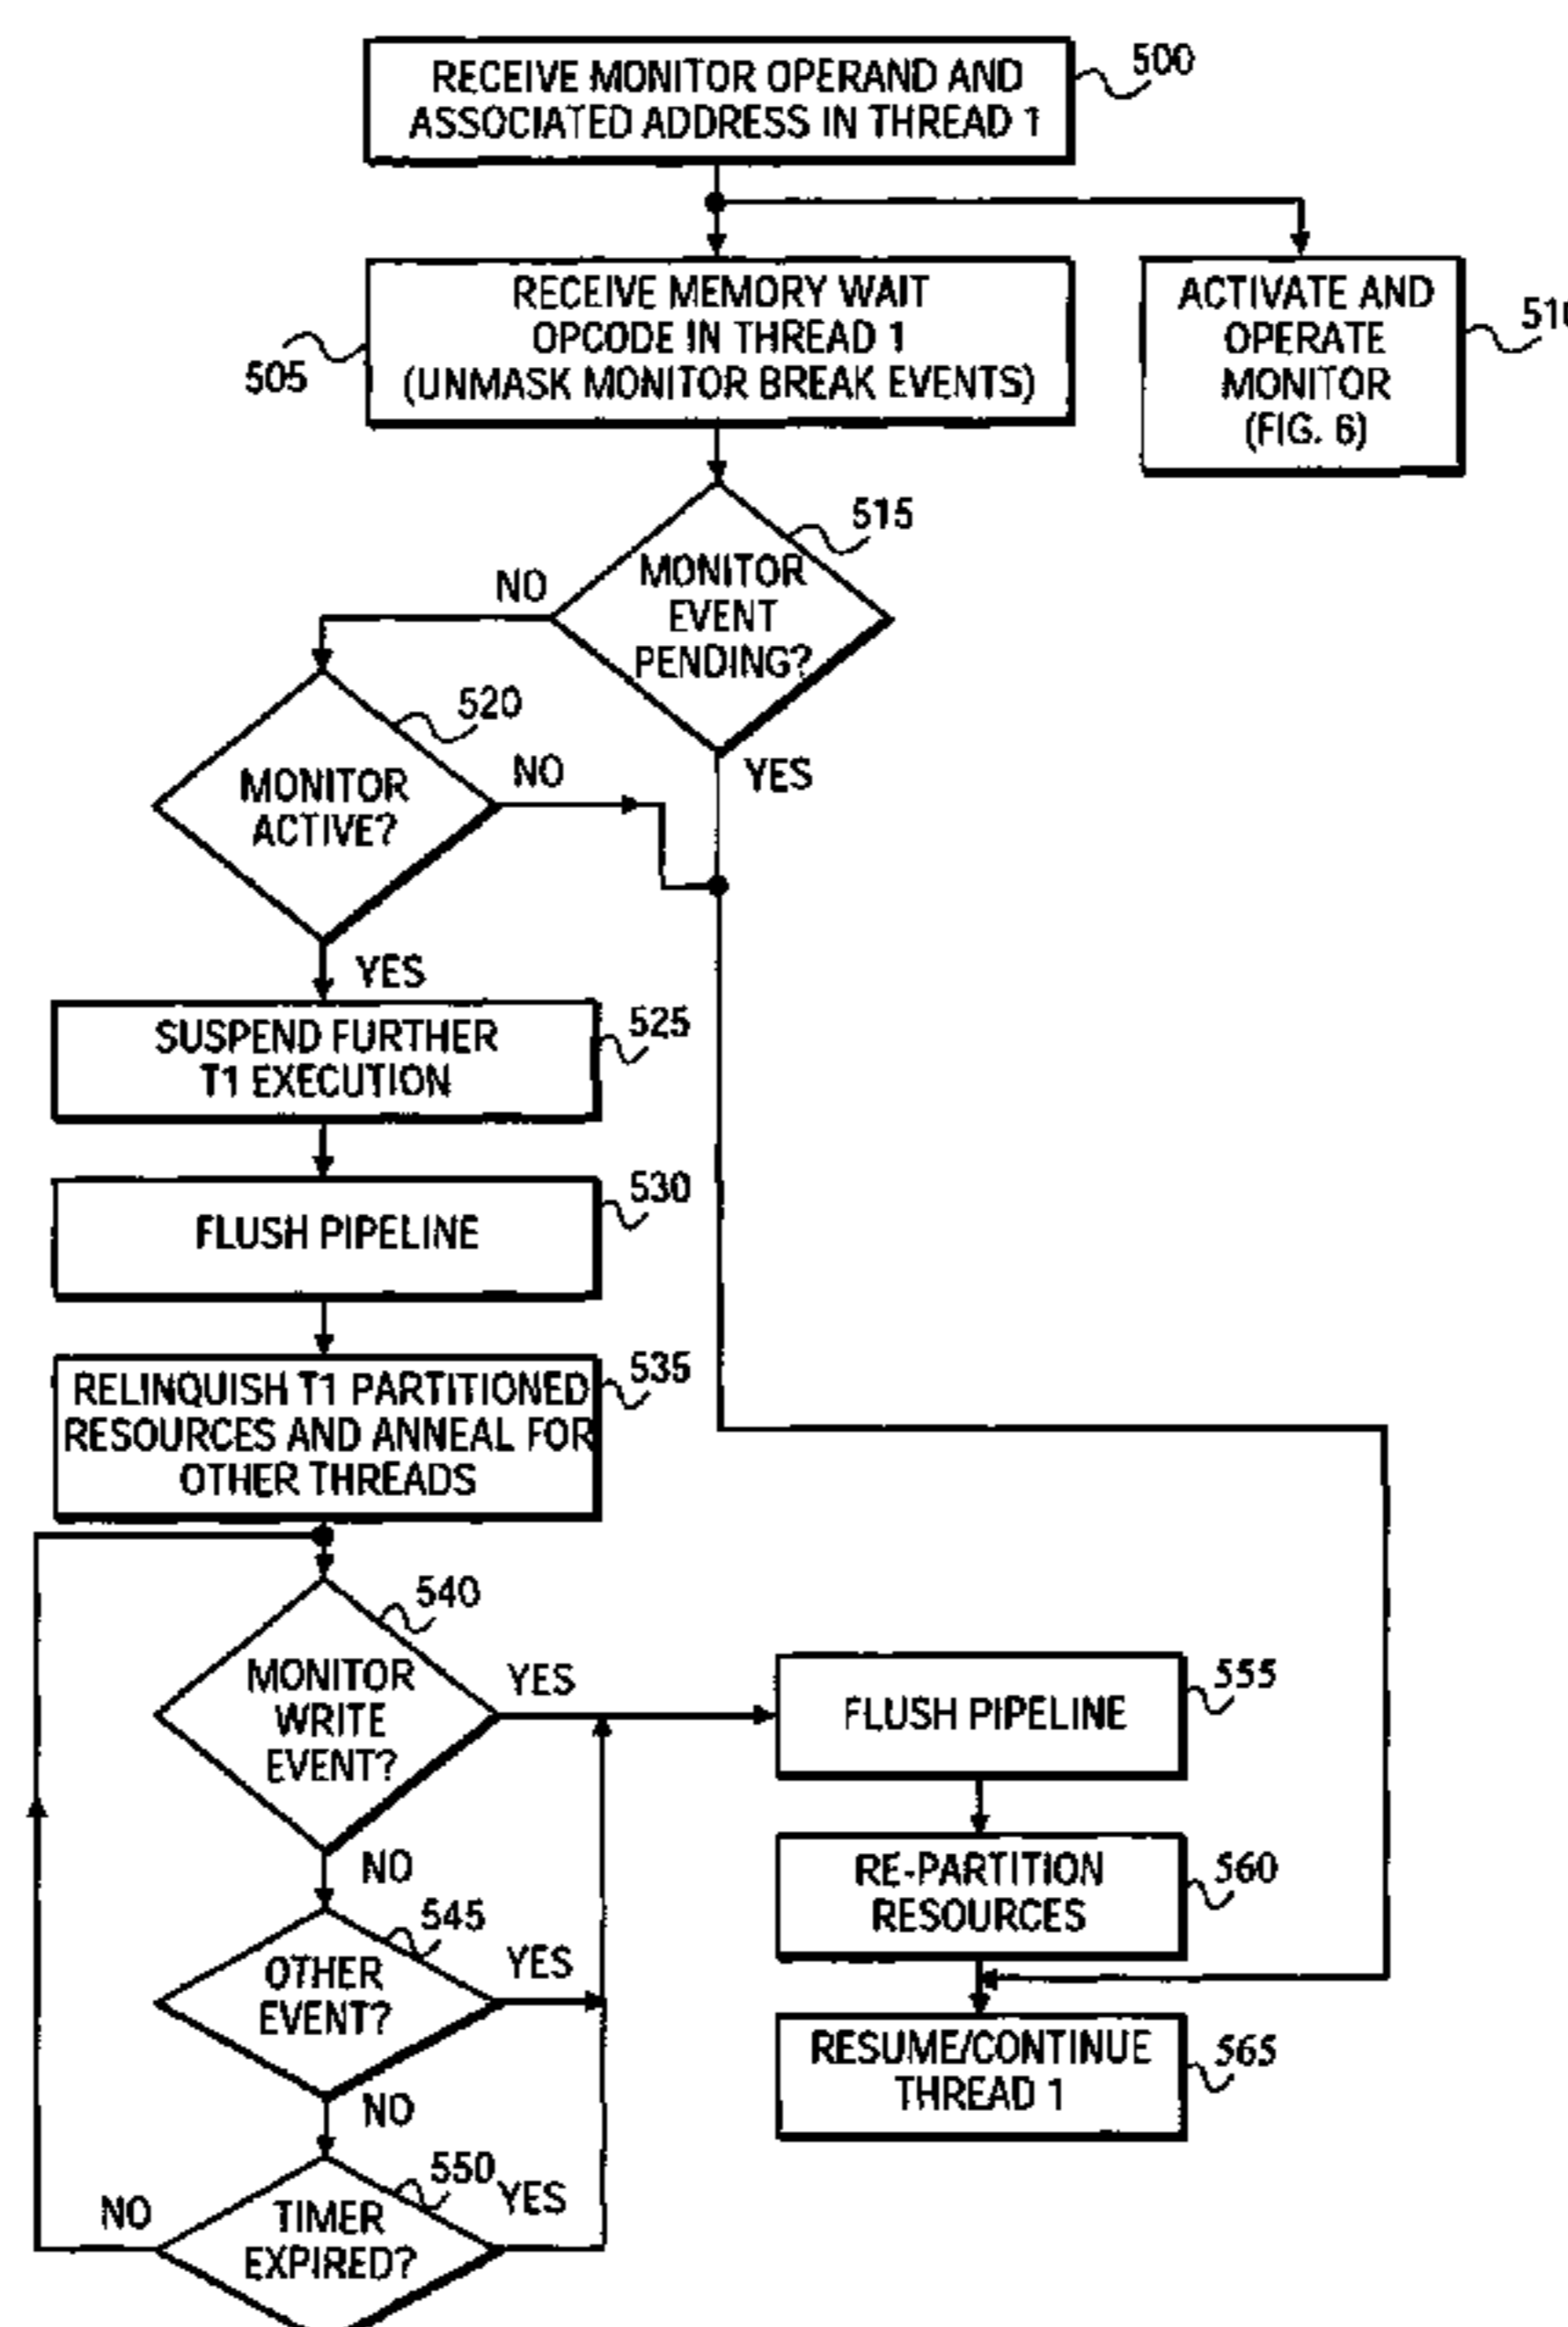 RECEIVE MONITOR OPERAND AND
ASSOCIATED ADDRESS IN THREAD 1
500
RECEIVE MEMORY WAIT
OPCODE IN THREAD 1
(UNMASK MONITOR BREAK EVENTS)
505
ACTIVATE AND
OPERATE
MONITOR
(FIG. 6)
510
MONITOR
EVENT
PENDING?
515
NO
YES
MONITOR
ACTIVE?
520
NO
YES
SUSPEND FURTHER
T1 EXECUTION
525
FLUSH PIPELINE
530
RELINQUISH T1 PARTITIONED
RESOURCES AND ANNEAL FOR
OTHER THREADS
535
MONITOR
WRITE
EVENT?
540
YES
NO
OTHER
EVENT?
545
YES
NO
TIMER
EXPIRED?
550
YES
NO
FLUSH PIPELINE
555
RE-PARTITION
RESOURCES
560
RESUME/CONTINUE
THREAD 1
565